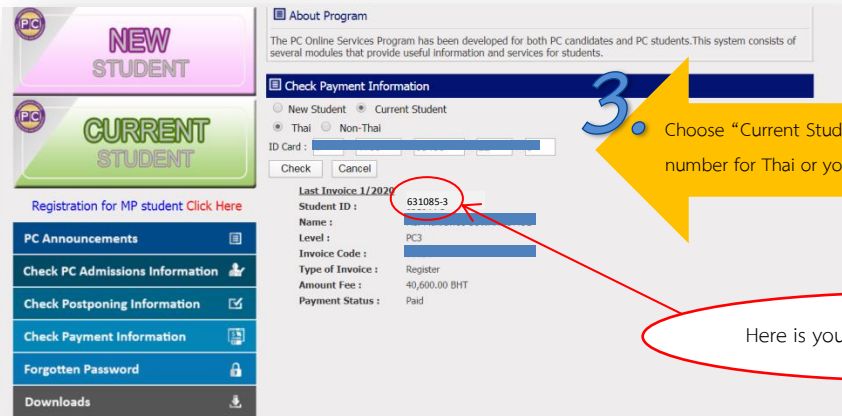 PC
NEW
STUDENT
PC
CURRENT
STUDENT
Registration for MP student Click Here
PC Announcements
Check PC Admissions Information
Check Postponing Information
Check Payment Information
Forgotten Password
Downloads
About Program
The PC Online Services Program has been developed for both PC candidates and PC students.This system consists of
several modules that provide useful information and services for students.
Check Payment Information
New Student Current Student
Thai Non-Thai
ID Card :
Check Cancel
Last Invoice 1/2020
Student ID : 631085-3
Name :
Level : PC3
Invoice Code :
Type of Invoice : Register
Amount Fee : 40,600.00 BHT
Payment Status : Paid
3.
Choose “Current Stud
number for Thai or yo
Here is you